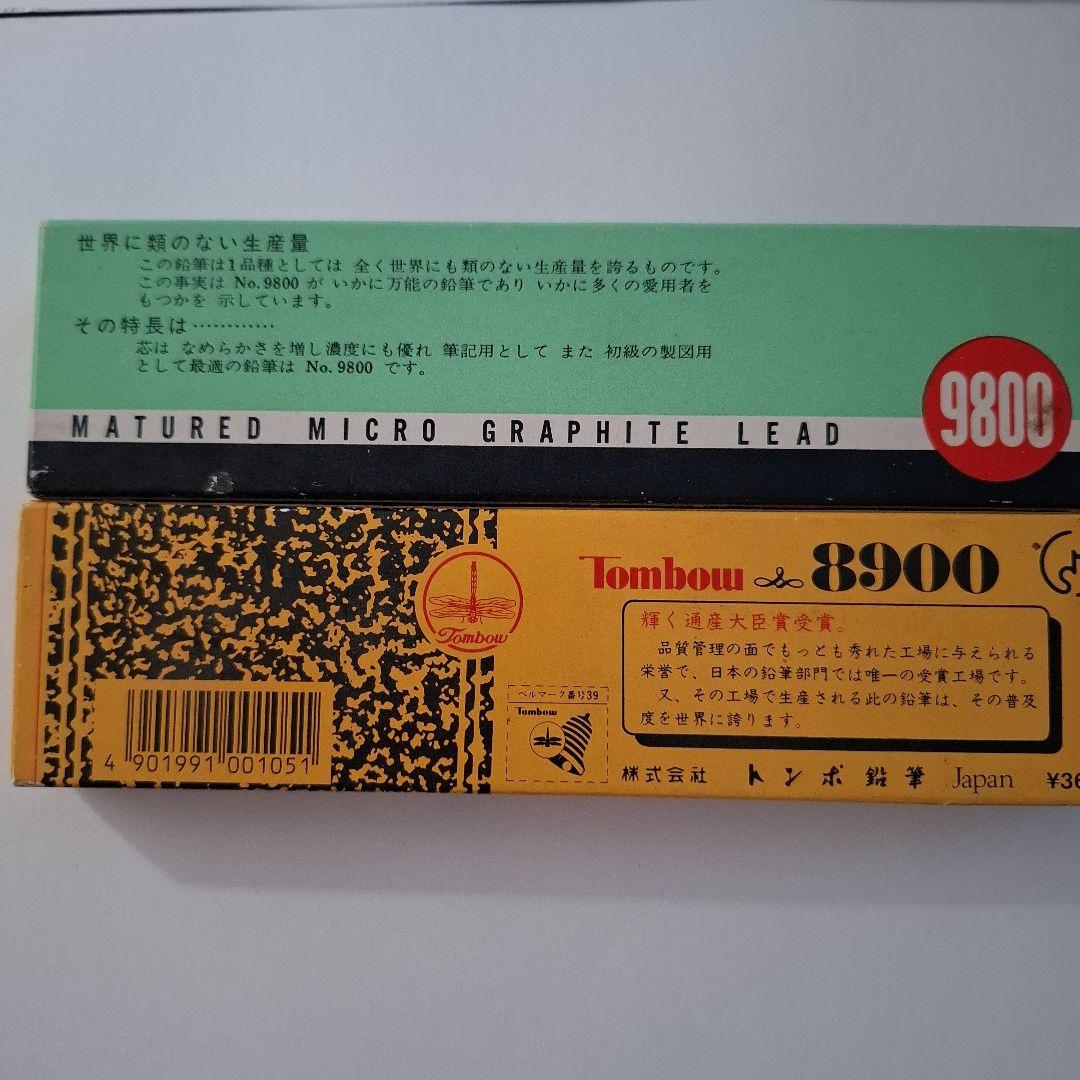 世界に類のない生産量
この鉛筆は1品種としては 全く世界にも類のない生産量を誇るものです。
この事実は No.9800 が いかに万能の鉛筆であり いかに多くの愛用者を
もつかを 示しています。
その特長は…………
芯は なめらかさを増し濃度にも優れ 筆記用として また 初級の製図用
として最適の鉛筆は No. 9800 です。
MATURED MICRO GRAPHITE LEAD
9800
Tombow 8900
Tombow
輝く通産大臣賞受賞。
品質管理の面でもっとも秀れた工場に与えられる
栄誉で、日本の鉛筆部門では唯一の受賞工場です。
又、その工場で生産される此の鉛筆は、その普及
度を世界に誇ります。
ベルマーク番号39
Tombow
4 901991 001051
株式会社 トンボ鉛筆 Japan ¥36